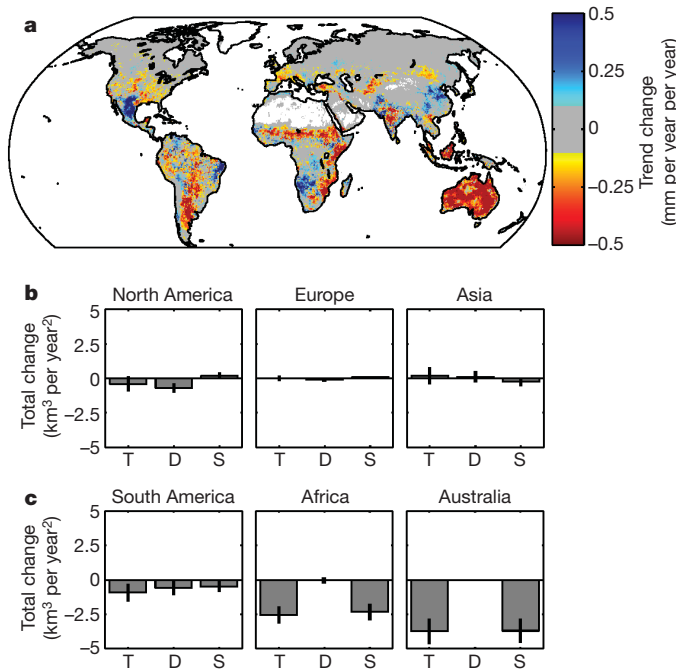 a
0.5
0.25
0
−0.25
−0.5
Trend change
(mm per year per year)
b
North America
Europe
Asia
Total change
(km³ per year²)
5
2.5
0
−2.5
−5
T D S
T D S
T D S
c
South America
Africa
Australia
Total change
(km³ per year²)
5
2.5
0
−2.5
−5
T D S
T D S
T D S